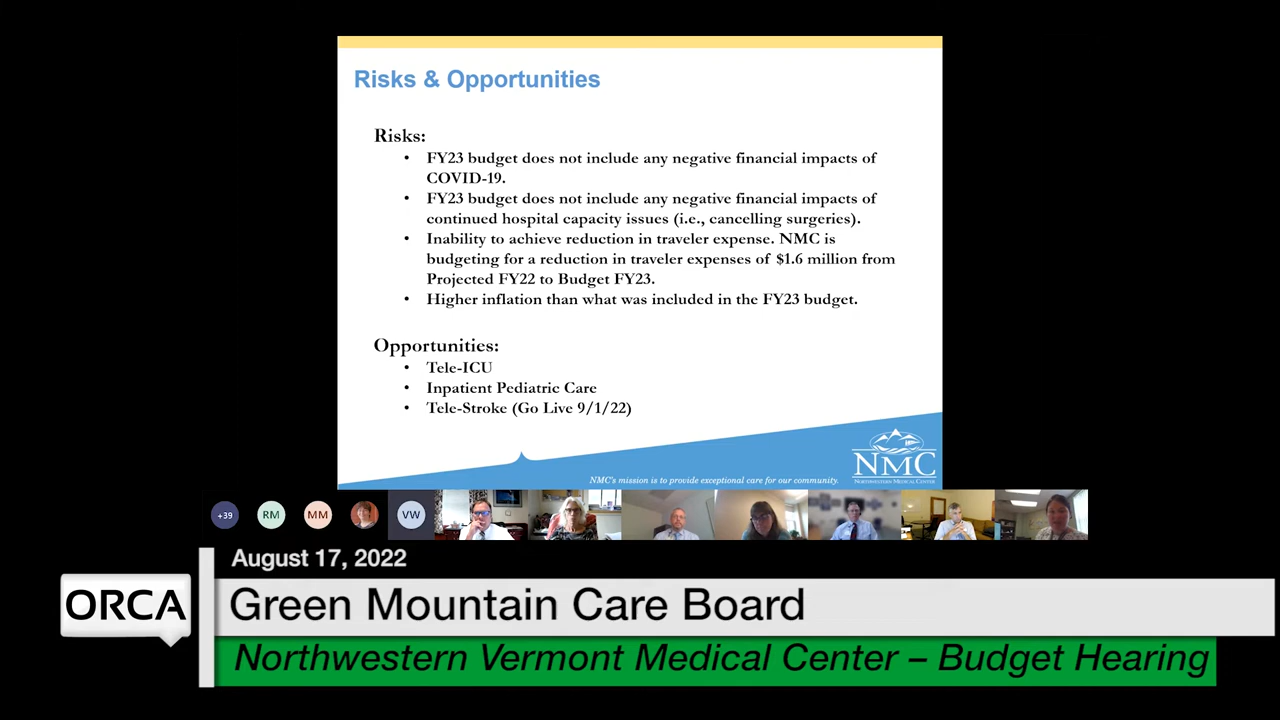 Risks & Opportunities
Risks:
• FY23 budget does not include any negative financial impacts of
COVID-19.
• FY23 budget does not include any negative financial impacts of
continued hospital capacity issues (i.e., cancelling surgeries).
• Inability to achieve reduction in traveler expense. NMC is
budgeting for a reduction in traveler expenses of $1.6 million from
Projected FY22 to Budget FY23.
• Higher inflation than what was included in the FY23 budget.
Opportunities:
• Tele-ICU
• Inpatient Pediatric Care
• Tele-Stroke (Go Live 9/1/22)
NMC
NORTHWESTERN MEDICAL CENTER
NMC's mission is to provide exceptional care for our community.
+39 RM MM VW
August 17, 2022
ORCA
Green Mountain Care Board
Northwestern Vermont Medical Center – Budget Hearing